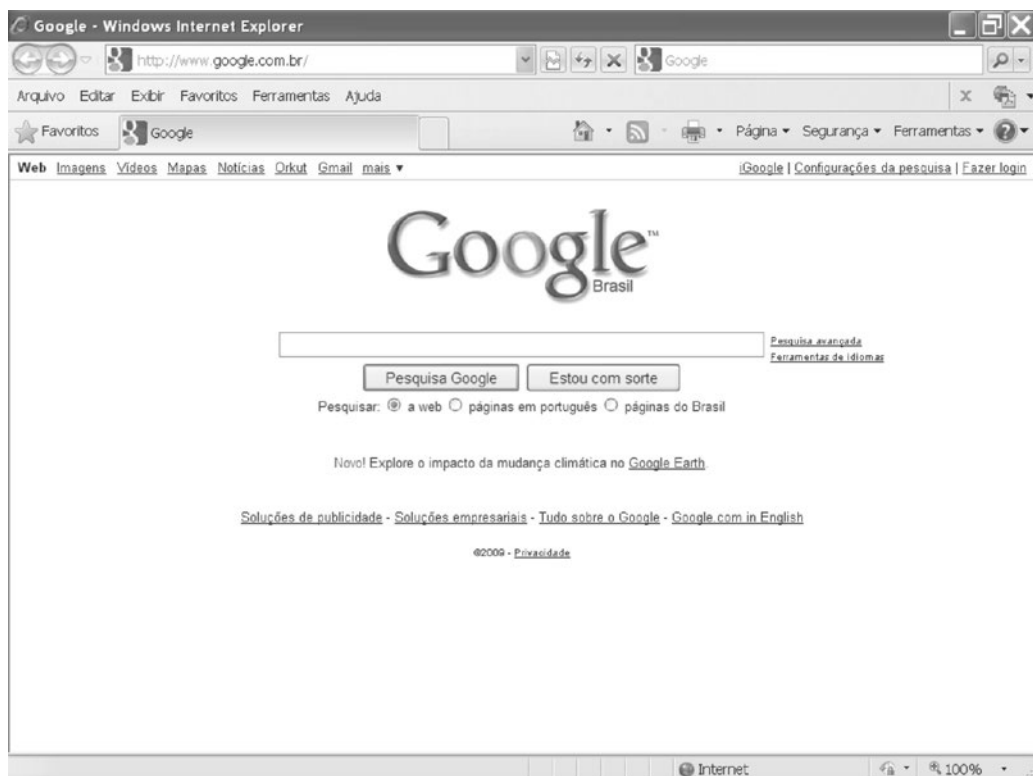 Google - Windows Internet Explorer
http://www.google.com.br/ Google
Arquivo Editar Exibir Favoritos Ferramentas Ajuda
Favoritos Google Página Segurança Ferramentas
Web Imagens Vídeos Mapas Notícias Orkut Gmail mais ▼ iGoogle | Configurações da pesquisa | Fazer login
Google™
Brasil
Pesquisa avançada
Ferramentas de idiomas
Pesquisa Google Estou com sorte
Pesquisar: a web páginas em português páginas do Brasil
Novo! Explore o impacto da mudança climática no Google Earth.
Soluções de publicidade - Soluções empresariais - Tudo sobre o Google - Google.com in English
©2009 - Privacidade
Internet 100%